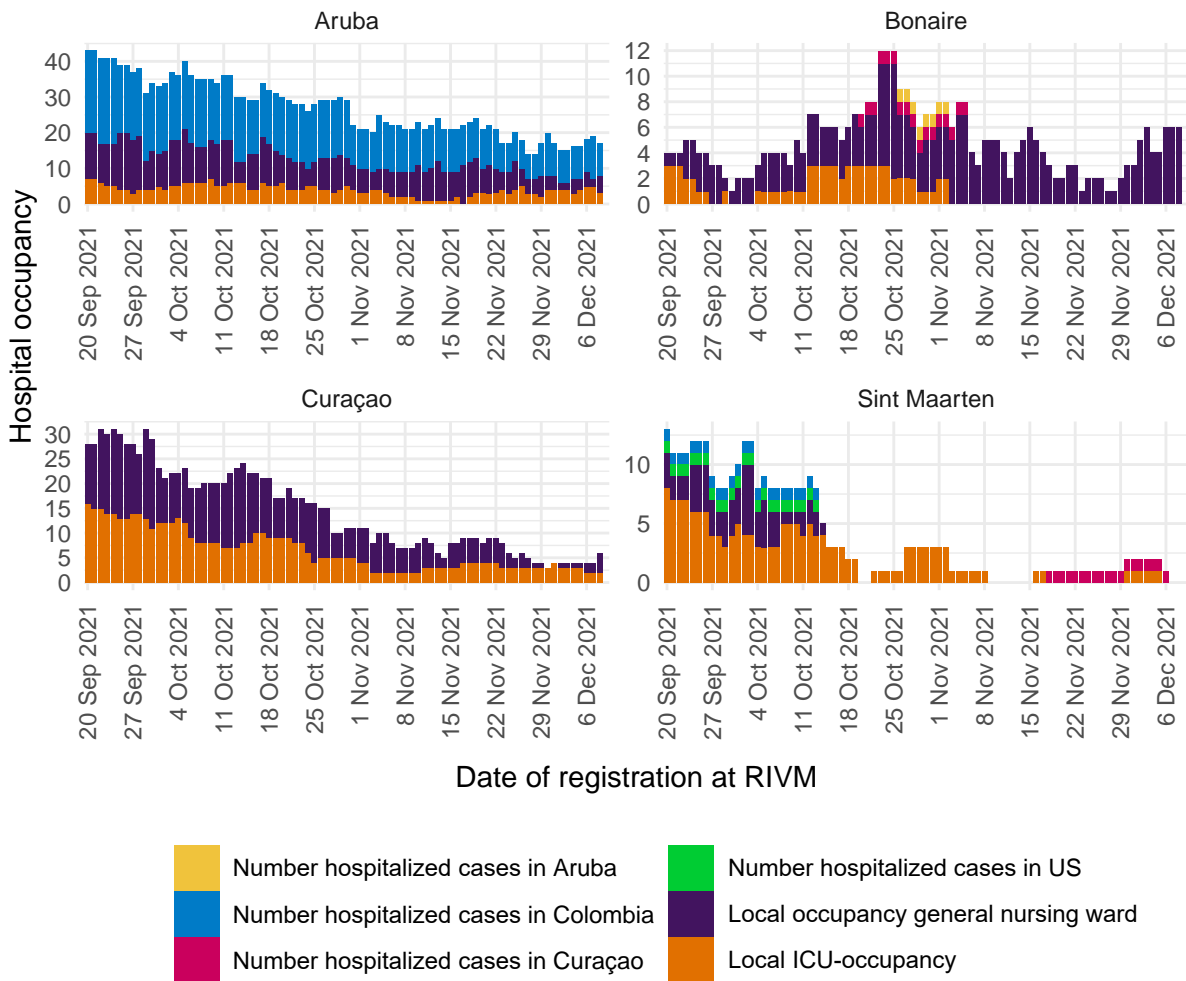 Aruba
Bonaire
Hospital occupancy
40
30
20
10
0
20 Sep 2021
27 Sep 2021
4 Oct 2021
11 Oct 2021
18 Oct 2021
25 Oct 2021
1 Nov 2021
8 Nov 2021
15 Nov 2021
22 Nov 2021
29 Nov 2021
6 Dec 2021
12
10
8
6
4
2
0
20 Sep 2021
27 Sep 2021
4 Oct 2021
11 Oct 2021
18 Oct 2021
25 Oct 2021
1 Nov 2021
8 Nov 2021
15 Nov 2021
22 Nov 2021
29 Nov 2021
6 Dec 2021
Curaçao
Sint Maarten
30
25
20
15
10
5
0
20 Sep 2021
27 Sep 2021
4 Oct 2021
11 Oct 2021
18 Oct 2021
25 Oct 2021
1 Nov 2021
8 Nov 2021
15 Nov 2021
22 Nov 2021
29 Nov 2021
6 Dec 2021
10
5
0
20 Sep 2021
27 Sep 2021
4 Oct 2021
11 Oct 2021
18 Oct 2021
25 Oct 2021
1 Nov 2021
8 Nov 2021
15 Nov 2021
22 Nov 2021
29 Nov 2021
6 Dec 2021
Date of registration at RIVM
Number hospitalized cases in Aruba
Number hospitalized cases in Colombia
Number hospitalized cases in Curaçao
Number hospitalized cases in US
Local occupancy general nursing ward
Local ICU-occupancy